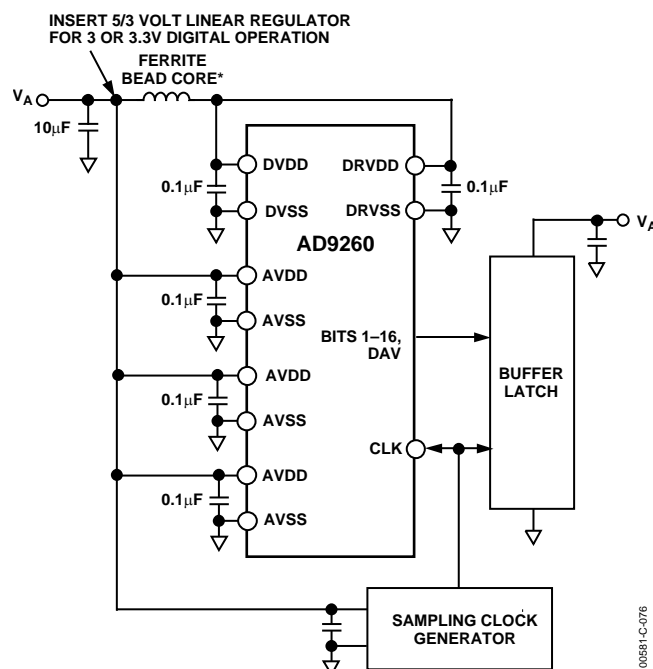 INSERT 5/3 VOLT LINEAR REGULATOR
FOR 3 OR 3.3V DIGITAL OPERATION
FERRITE
BEAD CORE*
VA
10μF
DVDD
DRVDD
0.1μF
0.1μF
DVSS
DRVSS
AD9260
VA
AVDD
0.1μF
AVSS
BITS 1–16,
DAV
BUFFER
LATCH
AVDD
0.1μF
AVSS
CLK
AVDD
0.1μF
AVSS
SAMPLING CLOCK
GENERATOR
00581-C-076